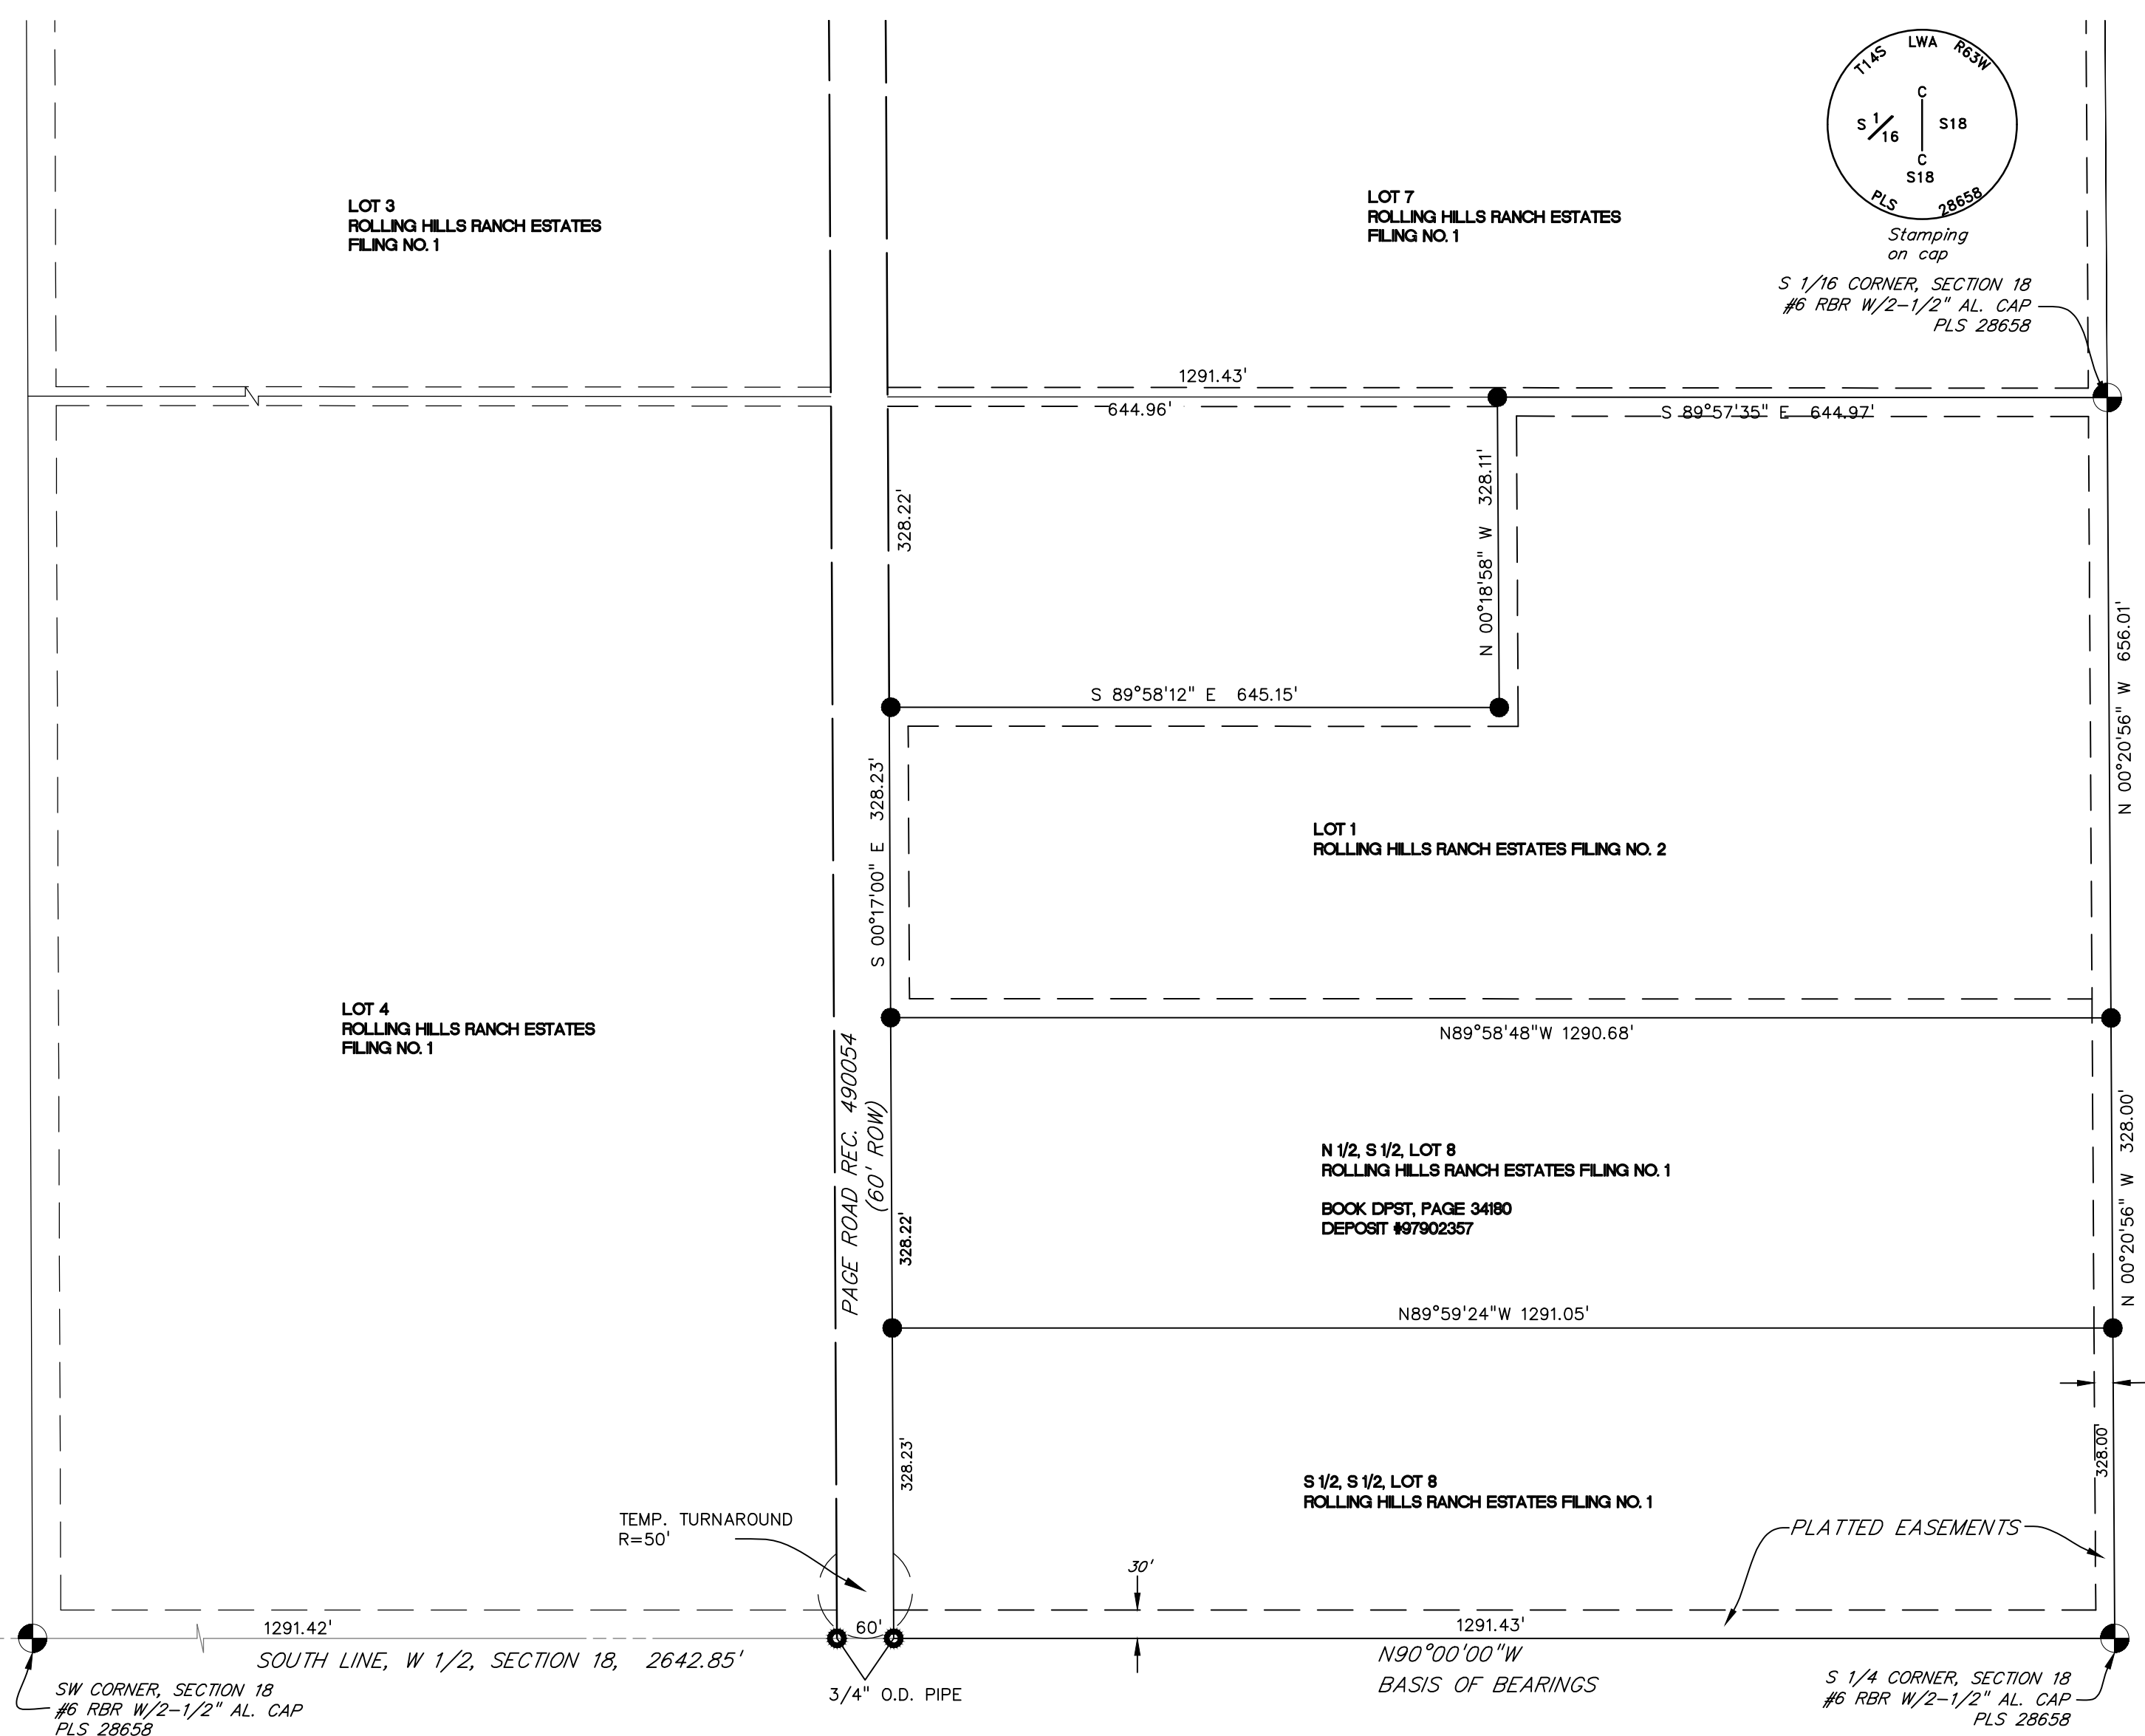 T14S LWA R63W
C
S 1/16 S18
C
S18
PLS 28658
Stamping
on cap
S 1/16 CORNER, SECTION 18
#6 RBR W/2-1/2" AL. CAP
PLS 28658
LOT 3
ROLLING HILLS RANCH ESTATES
FILING NO. 1
LOT 7
ROLLING HILLS RANCH ESTATES
FILING NO. 1
1291.43'
644.96'
S 89°57'35" E 644.97'
328.22'
N 00°18'58" W 328.11'
N 00°20'56" W 656.01'
S 89°58'12" E 645.15'
S 00°17'00" E 328.23'
LOT 1
ROLLING HILLS RANCH ESTATES FILING NO. 2
LOT 4
ROLLING HILLS RANCH ESTATES
FILING NO. 1
N89°58'48"W 1290.68'
PAGE ROAD REC. 490054
(60' ROW)
328.22'
N 1/2, S 1/2, LOT 8
ROLLING HILLS RANCH ESTATES FILING NO. 1
BOOK DPST, PAGE 34180
DEPOSIT #97902357
N 00°20'56" W 328.00'
N89°59'24"W 1291.05'
328.23'
328.00'
S 1/2, S 1/2, LOT 8
ROLLING HILLS RANCH ESTATES FILING NO. 1
TEMP. TURNAROUND
R=50'
PLATTED EASEMENTS
30'
1291.42'
60'
1291.43'
SOUTH LINE, W 1/2, SECTION 18, 2642.85'
N90°00'00"W
BASIS OF BEARINGS
3/4" O.D. PIPE
SW CORNER, SECTION 18
#6 RBR W/2-1/2" AL. CAP
PLS 28658
S 1/4 CORNER, SECTION 18
#6 RBR W/2-1/2" AL. CAP
PLS 28658